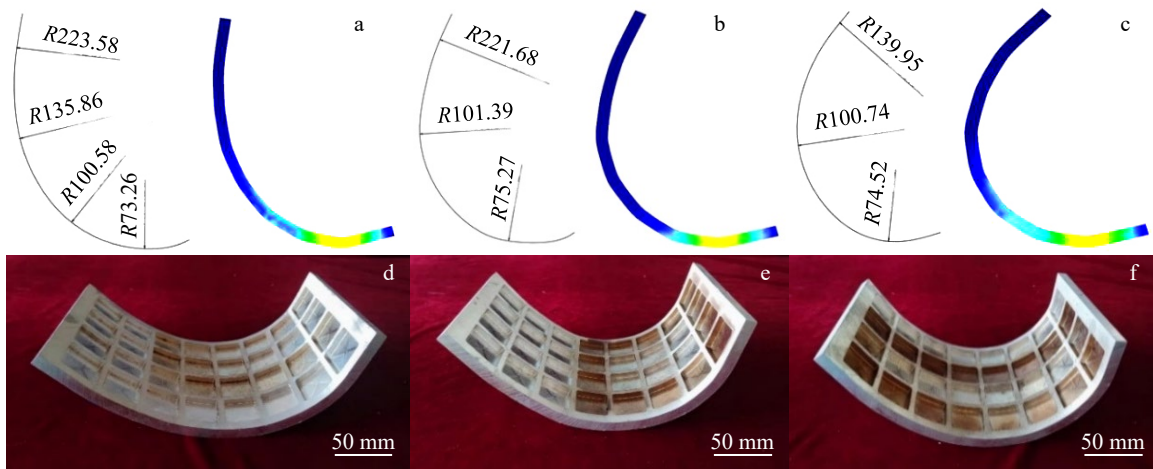 a
R223.58
R135.86
R100.58
R73.26
b
R221.68
R101.39
R75.27
c
R139.95
R100.74
R74.52
d
50 mm
e
50 mm
f
50 mm